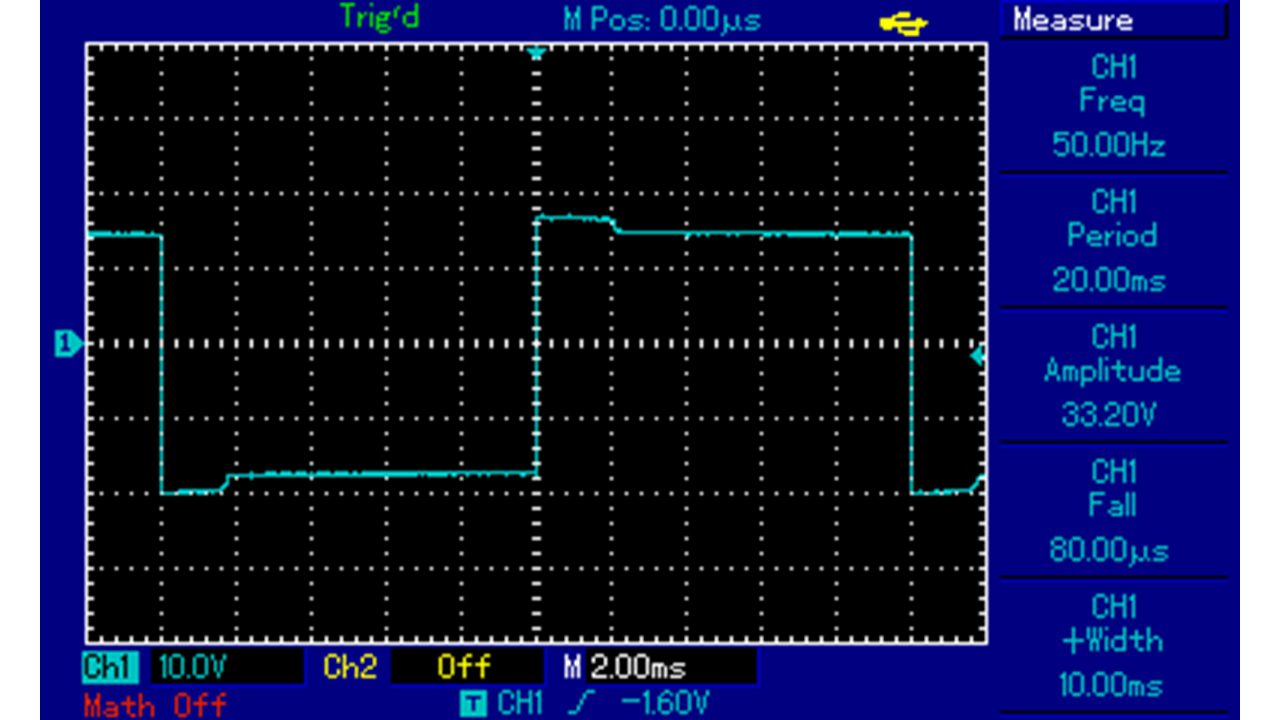 Trig'd M Pos: 0.00μs Measure
CH1
Freq
50.00Hz
CH1
Period
20.00ms
1
CH1
Amplitude
33.20V
CH1
Fall
80.00μs
CH1
+Width
10.00ms
Ch1 10.0V Ch2 Off M 2.00ms
Math Off T CH1 -1.60V